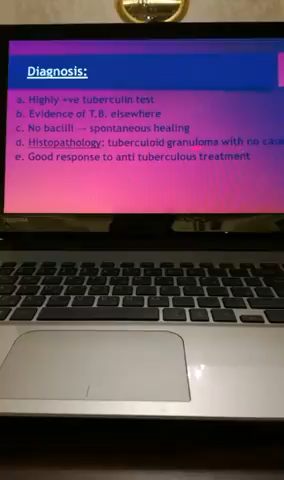 Diagnosis:
a. Highly +ve tuberculin test
b. Evidence of T.B. elsewhere
c. No bacilli → spontaneous healing
d. Histopathology: tuberculoid granuloma with no
e. Good response to anti tuberculous treatment
TOSHIBA